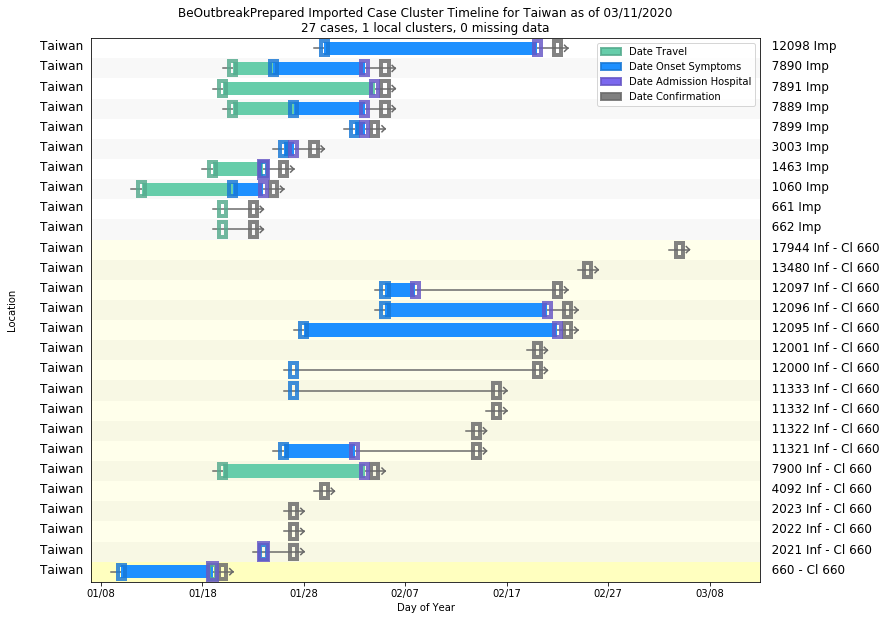 BeOutbreakPrepared Imported Case Cluster Timeline for Taiwan as of 03/11/2020
27 cases, 1 local clusters, 0 missing data
Date Travel
Date Onset Symptoms
Date Admission Hospital
Date Confirmation
Taiwan 12098 Imp
Taiwan 7890 Imp
Taiwan 7891 Imp
Taiwan 7889 Imp
Taiwan 7899 Imp
Taiwan 3003 Imp
Taiwan 1463 Imp
Taiwan 1060 Imp
Taiwan 661 Imp
Taiwan 662 Imp
Taiwan 17944 Inf - Cl 660
Taiwan 13480 Inf - Cl 660
Taiwan 12097 Inf - Cl 660
Taiwan 12096 Inf - Cl 660
Taiwan 12095 Inf - Cl 660
Taiwan 12001 Inf - Cl 660
Taiwan 12000 Inf - Cl 660
Taiwan 11333 Inf - Cl 660
Taiwan 11332 Inf - Cl 660
Taiwan 11322 Inf - Cl 660
Taiwan 11321 Inf - Cl 660
Taiwan 7900 Inf - Cl 660
Taiwan 4092 Inf - Cl 660
Taiwan 2023 Inf - Cl 660
Taiwan 2022 Inf - Cl 660
Taiwan 2021 Inf - Cl 660
Taiwan 660 - Cl 660
Location
01/08 01/18 01/28 02/07 02/17 02/27 03/08
Day of Year